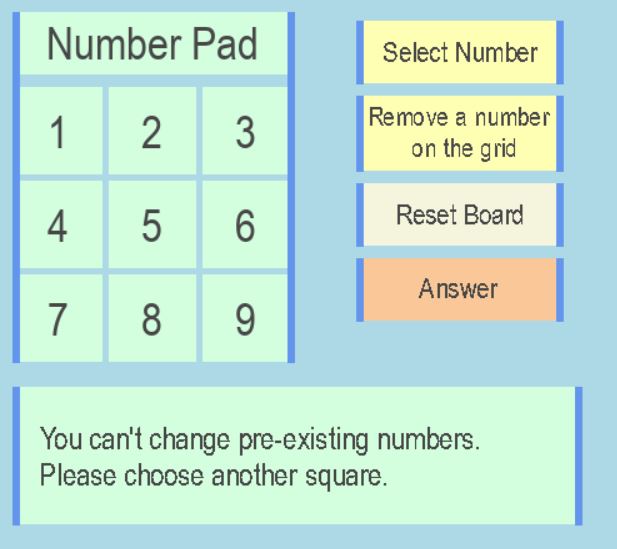 Number Pad
1 2 3
4 5 6
7 8 9
Select Number
Remove a number
on the grid
Reset Board
Answer
You can't change pre-existing numbers.
Please choose another square.